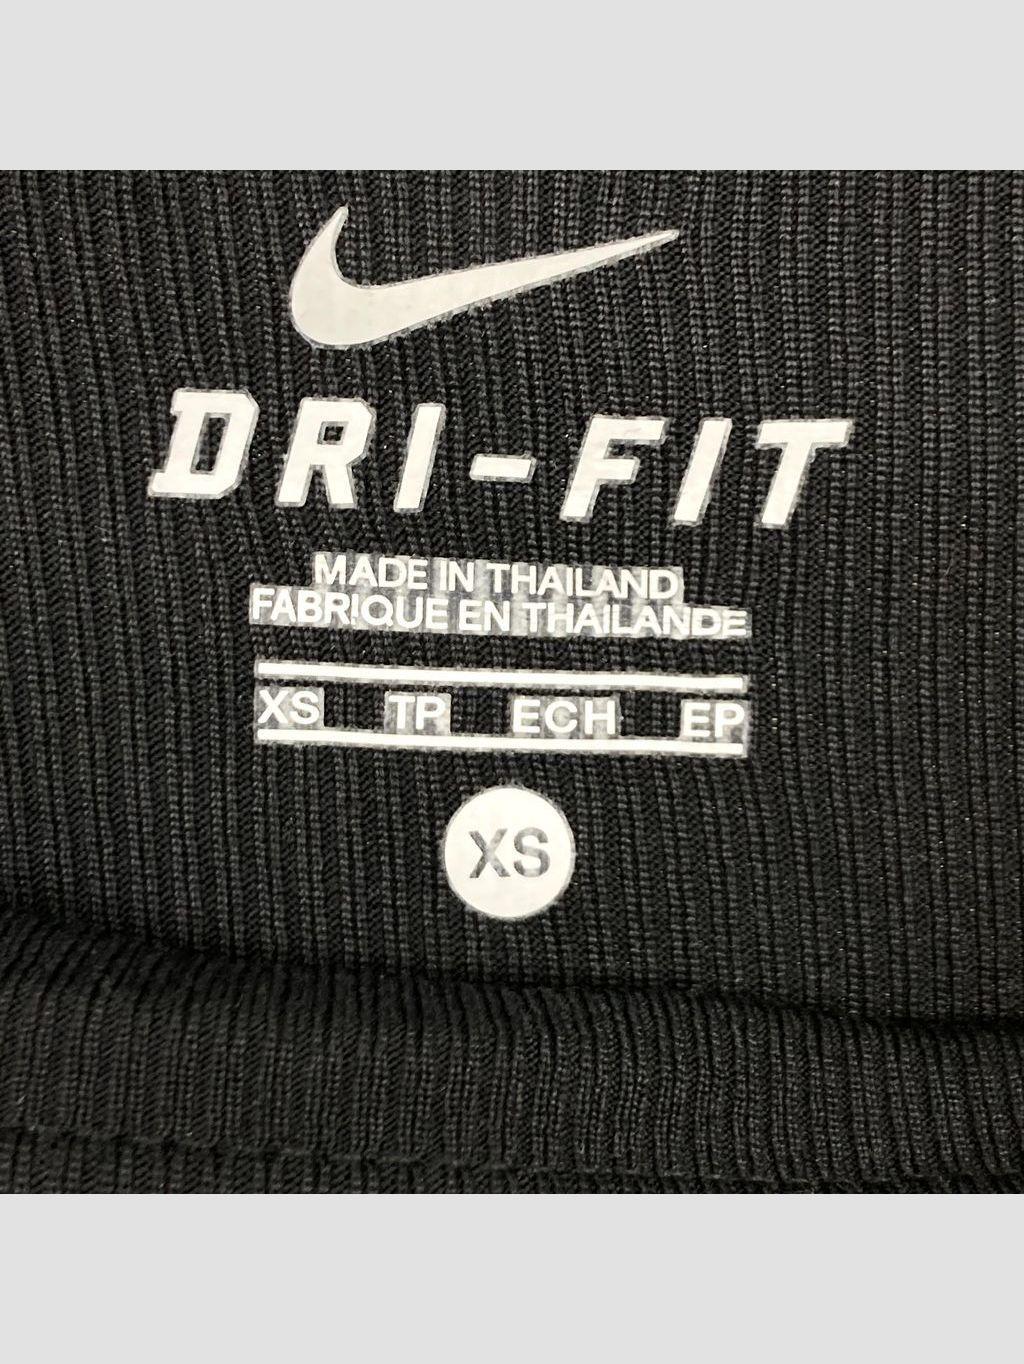 DRI-FIT
MADE IN THAILAND
FABRIQUE EN THAILANDE
XS TP ECH EP
XS